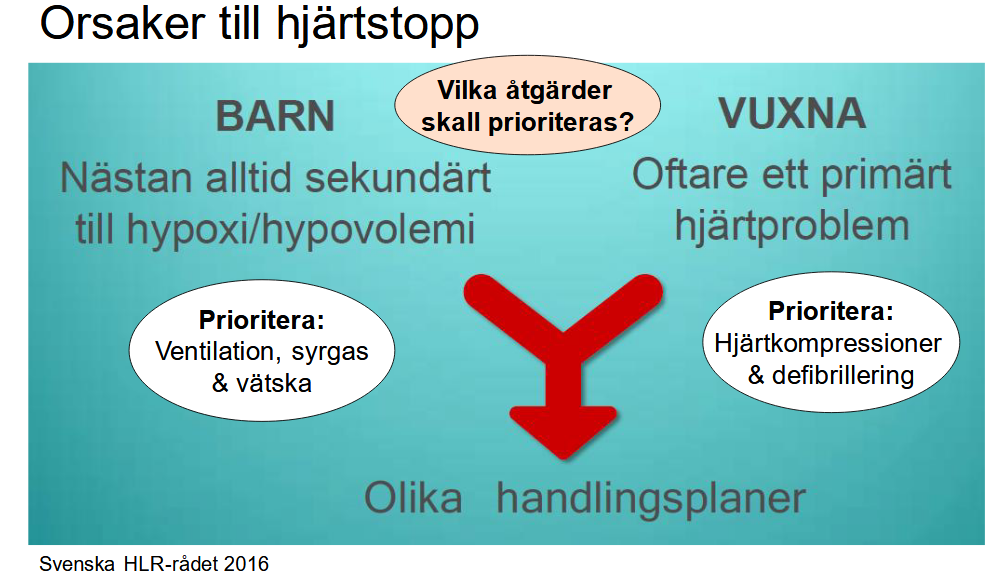 Orsaker till hjärtstopp
Vilka åtgärder
skall prioriteras?
BARN
Nästan alltid sekundärt
till hypoxi/hypovolemi
VUXNA
Oftare ett primärt
hjärtproblem
Prioritera:
Ventilation, syrgas
& vätska
Prioritera:
Hjärtkompressioner
& defibrillering
Olika handlingsplaner
Svenska HLR-rådet 2016